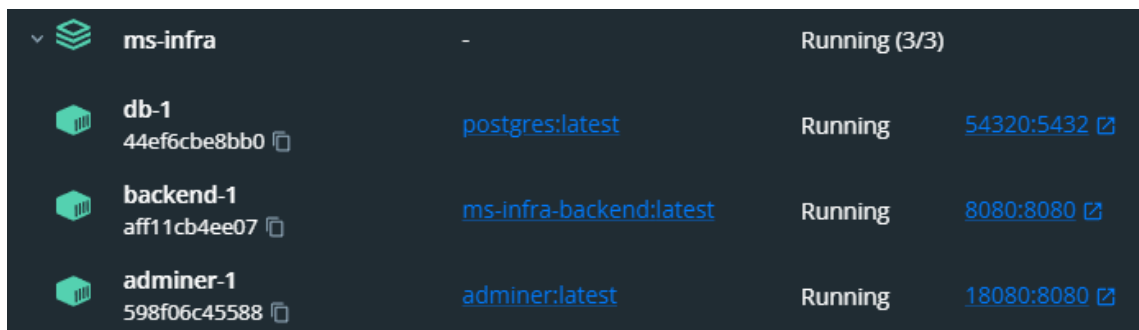 ms-infra - Running (3/3)
db-1
44ef6cbe8bb0 postgres:latest Running 54320:5432
backend-1
aff11cb4ee07 ms-infra-backend:latest Running 8080:8080
adminer-1
598f06c45588 adminer:latest Running 18080:8080